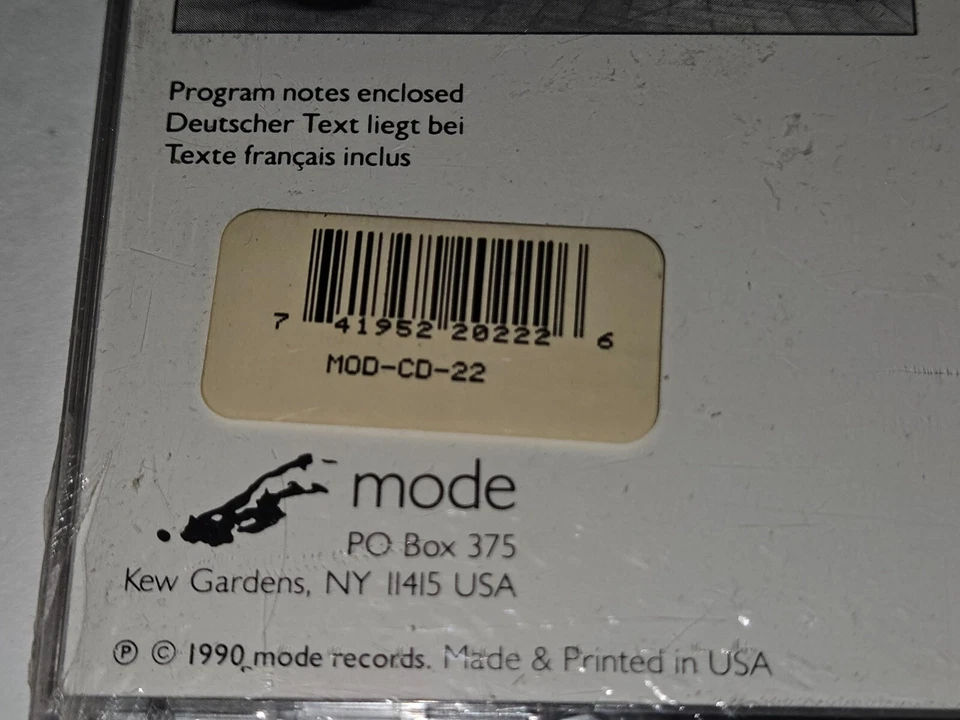 Program notes enclosed
Deutscher Text liegt bei
Texte français inclus
7 41952 20222 6
MOD-CD-22
mode
PO Box 375
Kew Gardens, NY 11415 USA
℗ © 1990 mode records. Made & Printed in USA